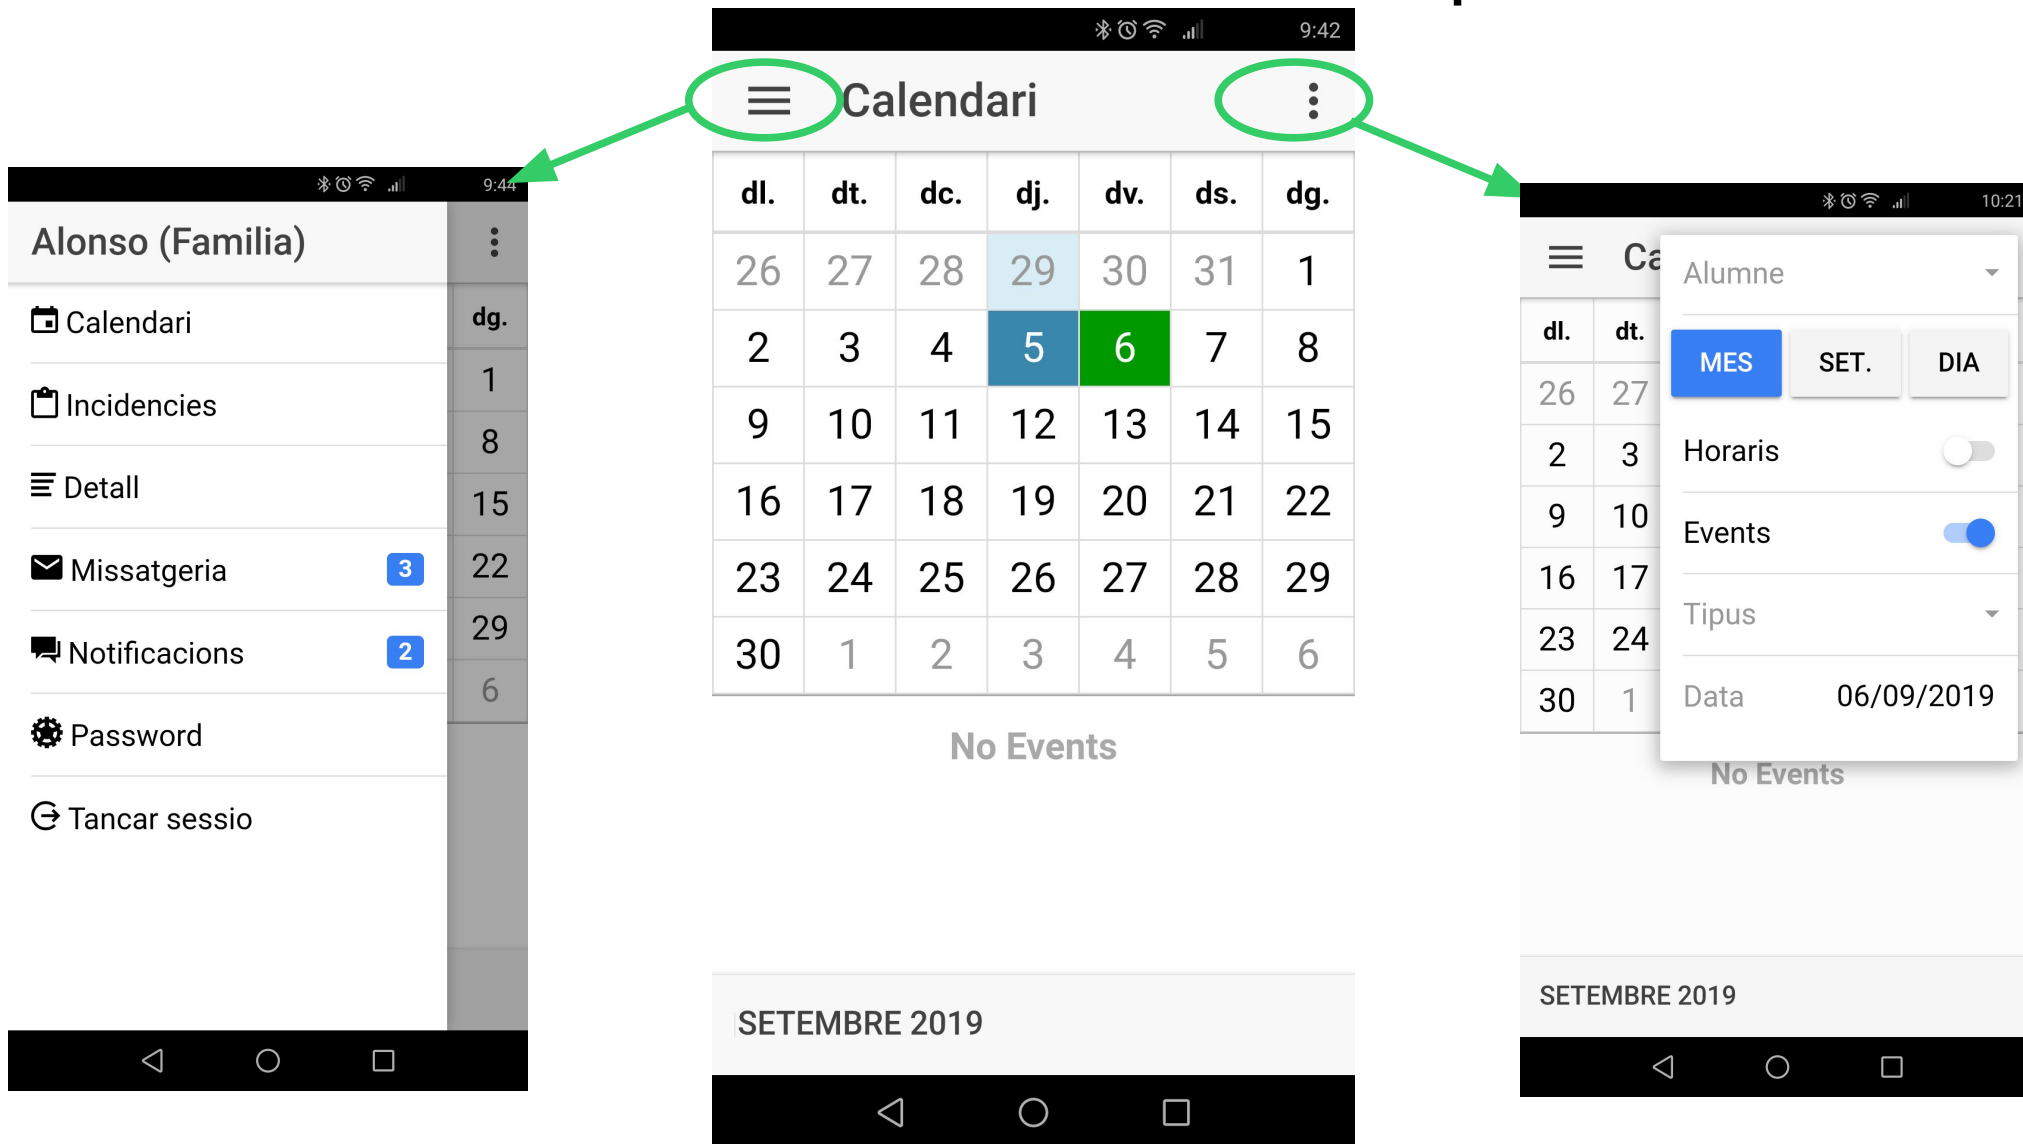 9:44
Alonso (Familia)
Calendari
Incidencies
Detall
Missatgeria 3
Notificacions 2
Password
Tancar sessio
dg.
1
8
15
22
29
6
9:42
Calendari
dl. dt. dc. dj. dv. ds. dg.
26 27 28 29 30 31 1
2 3 4 5 6 7 8
9 10 11 12 13 14 15
16 17 18 19 20 21 22
23 24 25 26 27 28 29
30 1 2 3 4 5 6
No Events
SETEMBRE 2019
10:21
Ca
dl. dt.
26 27
2 3
9 10
16 17
23 24
30 1
Alumne
MES SET. DIA
Horaris
Events
Tipus
Data 06/09/2019
No Events
SETEMBRE 2019